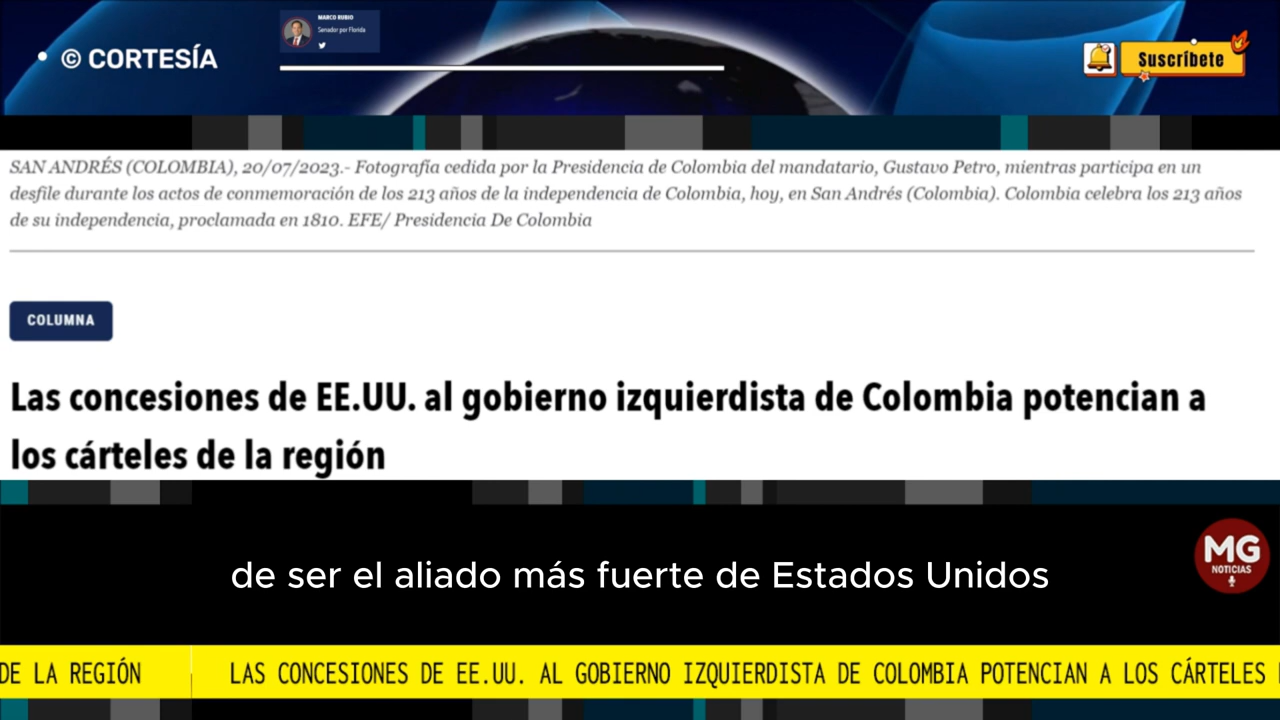 MARCO RUBIO
Senador por Florida
© CORTESÍA
Suscríbete
SAN ANDRÉS (COLOMBIA), 20/07/2023.- Fotografía cedida por la Presidencia de Colombia del mandatario, Gustavo Petro, mientras participa en un
desfile durante los actos de conmemoración de los 213 años de la independencia de Colombia, hoy, en San Andrés (Colombia). Colombia celebra los 213 años
de su independencia, proclamada en 1810. EFE/ Presidencia De Colombia
COLUMNA
Las concesiones de EE.UU. al gobierno izquierdista de Colombia potencian a
los cárteles de la región
de ser el aliado más fuerte de Estados Unidos
MG
NOTICIAS
DE LA REGIÓN LAS CONCESIONES DE EE.UU. AL GOBIERNO IZQUIERDISTA DE COLOMBIA POTENCIAN A LOS CÁRTELES